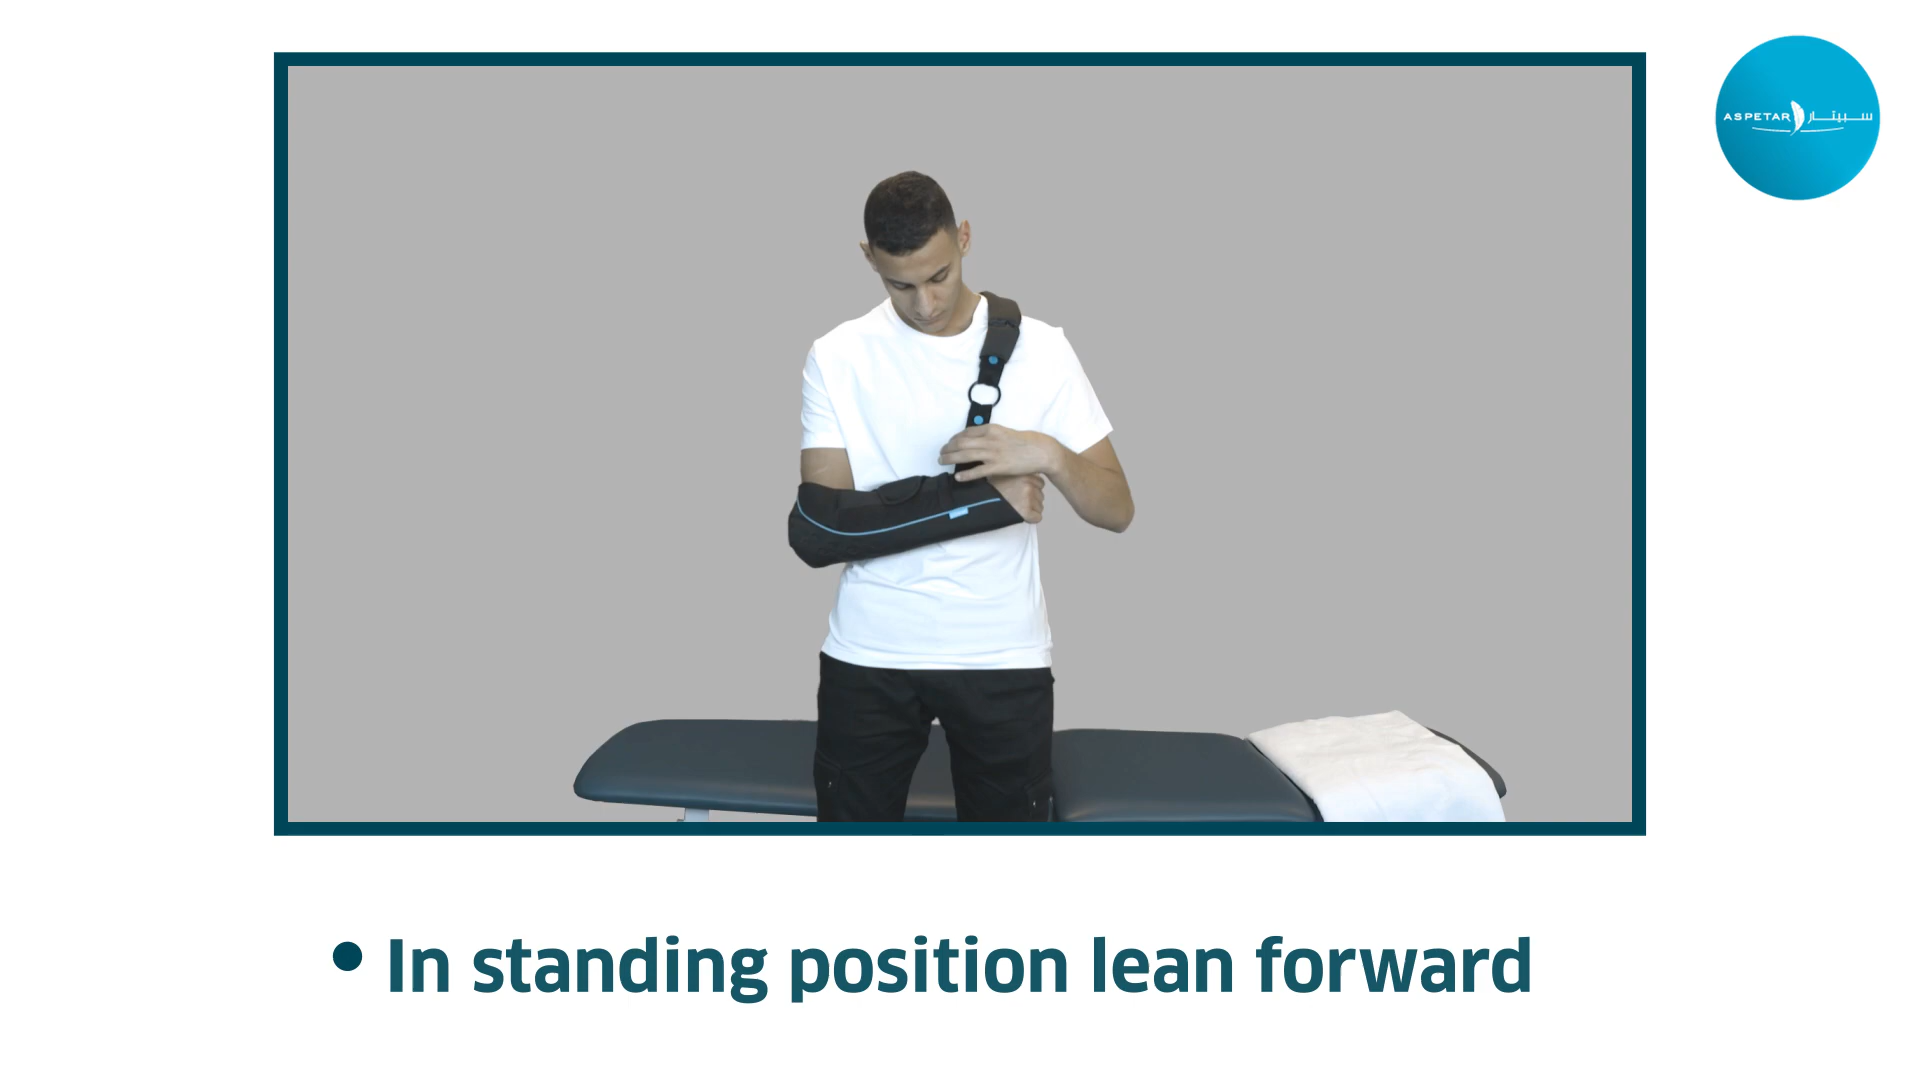 ASPETAR سبيتار
• In standing position lean forward